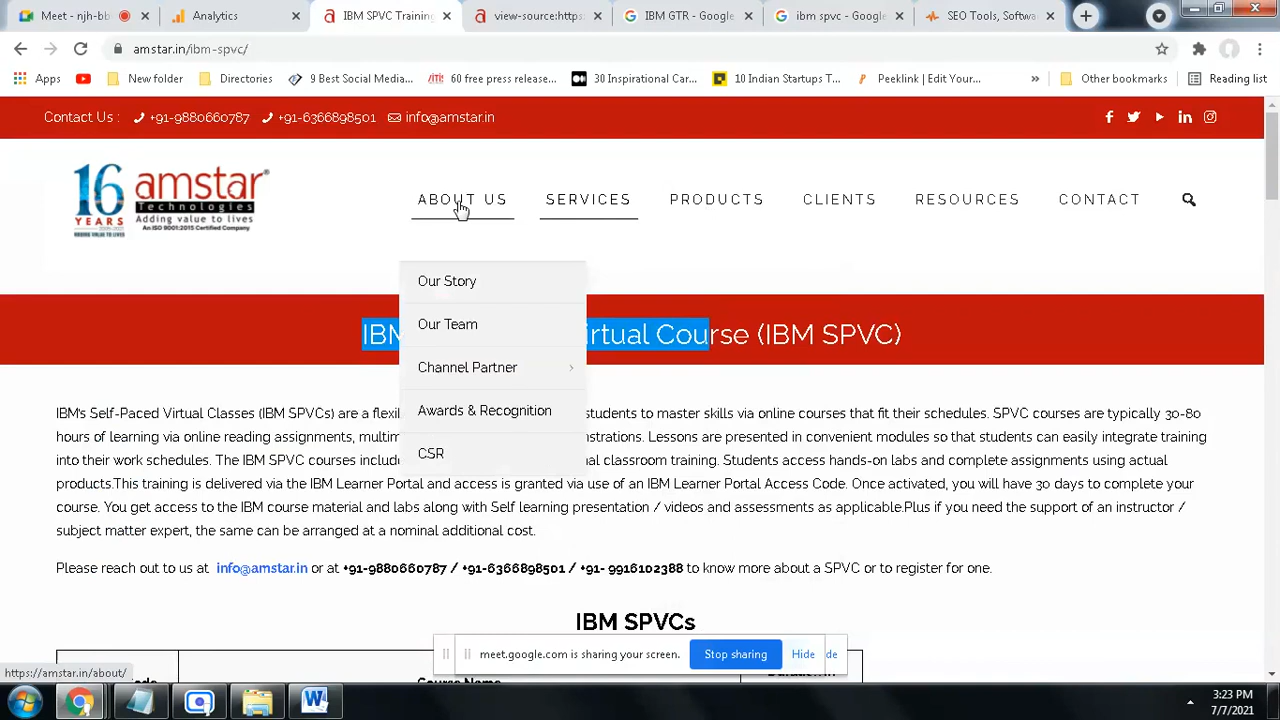 Meet - njh-bb
Analytics
IBM SPVC Training
view-source:https:
IBM GTR - Google
ibm spvc - Google
SEO Tools, Softwa
amstar.in/ibm-spvc/
Apps
New folder
Directories
9 Best Social Media...
60 free press release...
30 Inspirational Car...
10 Indian Startups T...
Peeklink | Edit Your...
»
Other bookmarks
Reading list
Contact Us : +91-9880660787 +91-6366898501 info@amstar.in
16 YEARS
amstar
Technologies
Adding value to lives
An ISO 9001:2015 Certified Company
ABOUT US SERVICES PRODUCTS CLIENTS RESOURCES CONTACT
Our Story
Our Team
Channel Partner
Awards & Recognition
CSR
IBM irtual Course (IBM SPVC)
IBM's Self-Paced Virtual Classes (IBM SPVCs) are a flexi students to master skills via online courses that fit their schedules. SPVC courses are typically 30-80
hours of learning via online reading assignments, multim nstrations. Lessons are presented in convenient modules so that students can easily integrate training
into their work schedules. The IBM SPVC courses includ nal classroom training. Students access hands-on labs and complete assignments using actual
products.This training is delivered via the IBM Learner Portal and access is granted via use of an IBM Learner Portal Access Code. Once activated, you will have 30 days to complete your
course. You get access to the IBM course material and labs along with Self learning presentation / videos and assessments as applicable.Plus if you need the support of an instructor /
subject matter expert, the same can be arranged at a nominal additional cost.
Please reach out to us at info@amstar.in or at +91-9880660787 / +91-6366898501 / +91- 9916102388 to know more about a SPVC or to register for one.
IBM SPVCs
meet.google.com is sharing your screen.
Stop sharing
Hide
de
https://amstar.in/about/
Course Name
3:23 PM
7/7/2021